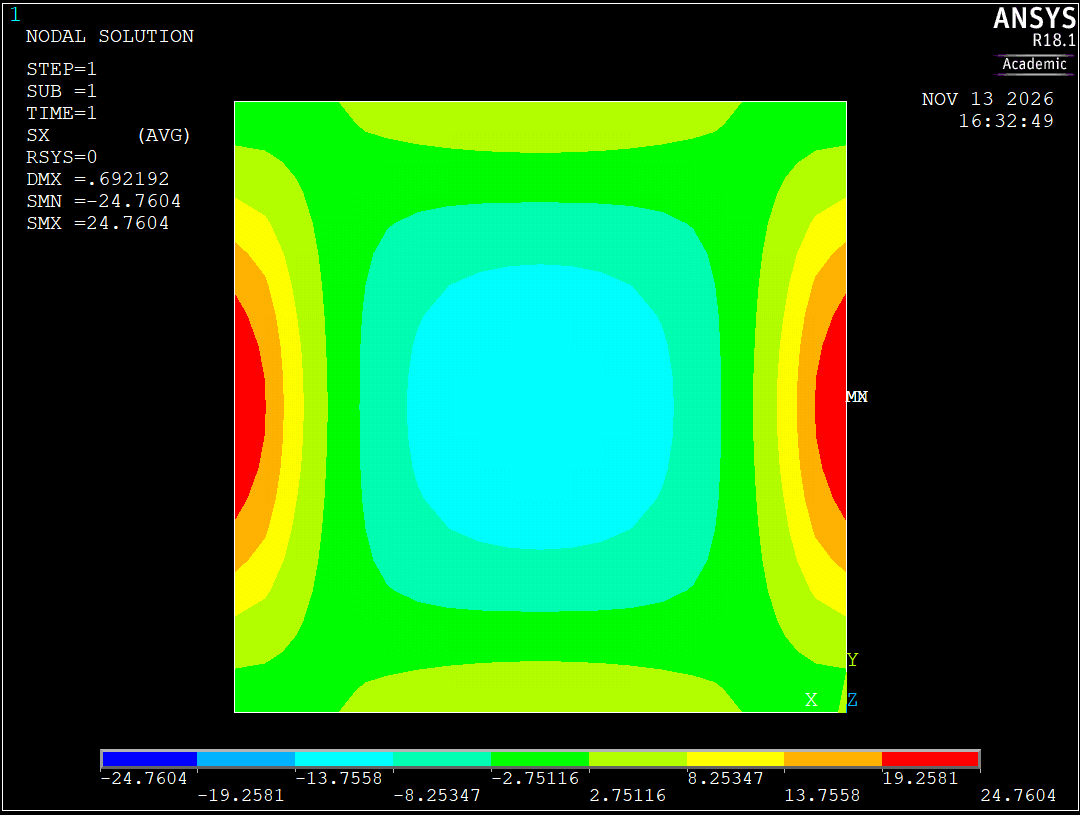 1
NODAL SOLUTION
STEP=1
SUB =1
TIME=1
SX (AVG)
RSYS=0
DMX =.692192
SMN =-24.7604
SMX =24.7604
ANSYS
R18.1
Academic
NOV 13 2026
16:32:49
Y
X Z
-24.7604 -13.7558 -2.75116 8.25347 19.2581
-19.2581 -8.25347 2.75116 13.7558 24.7604